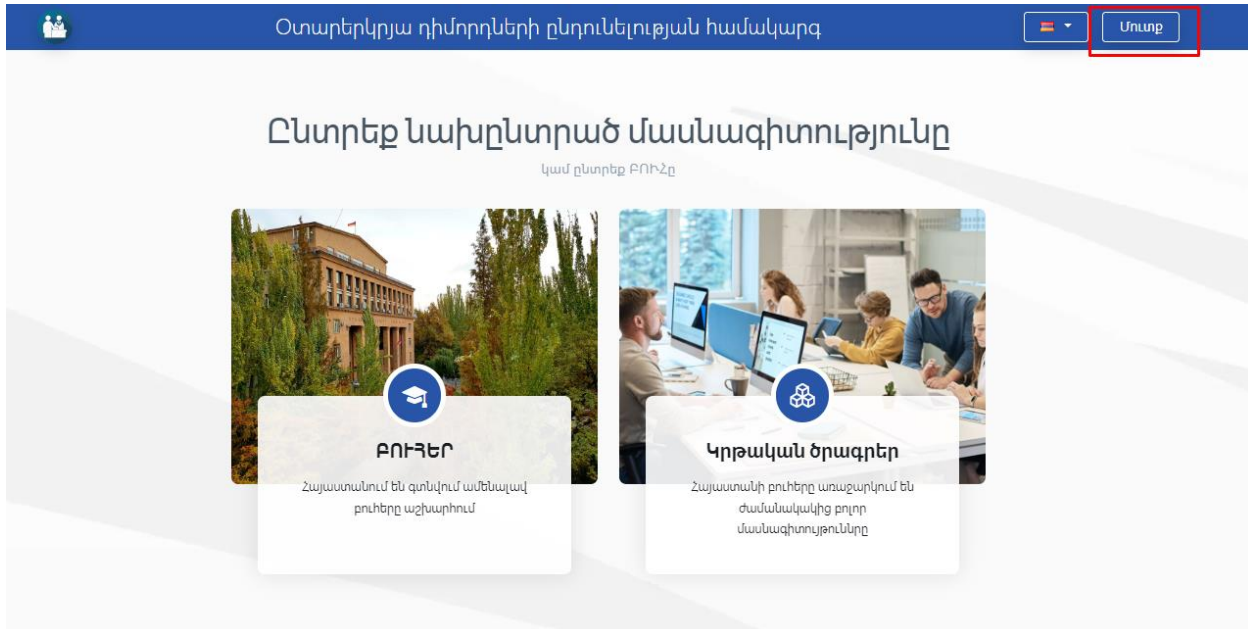 Օտարերկրյա դիմորդների ընդունելության համակարգ
Մուտք
Ընտրեք նախընտրած մասնագիտությունը
կամ ընտրեք ԲՈՒՀը
ԲՈՒՀԵՐ
Հայաստանում են գտնվում ամենալավ
բուհերը աշխարհում
Կրթական ծրագրեր
Հայաստանի բուհերը առաջարկում են
ժամանակակից բոլոր
մասնագիտույթունները